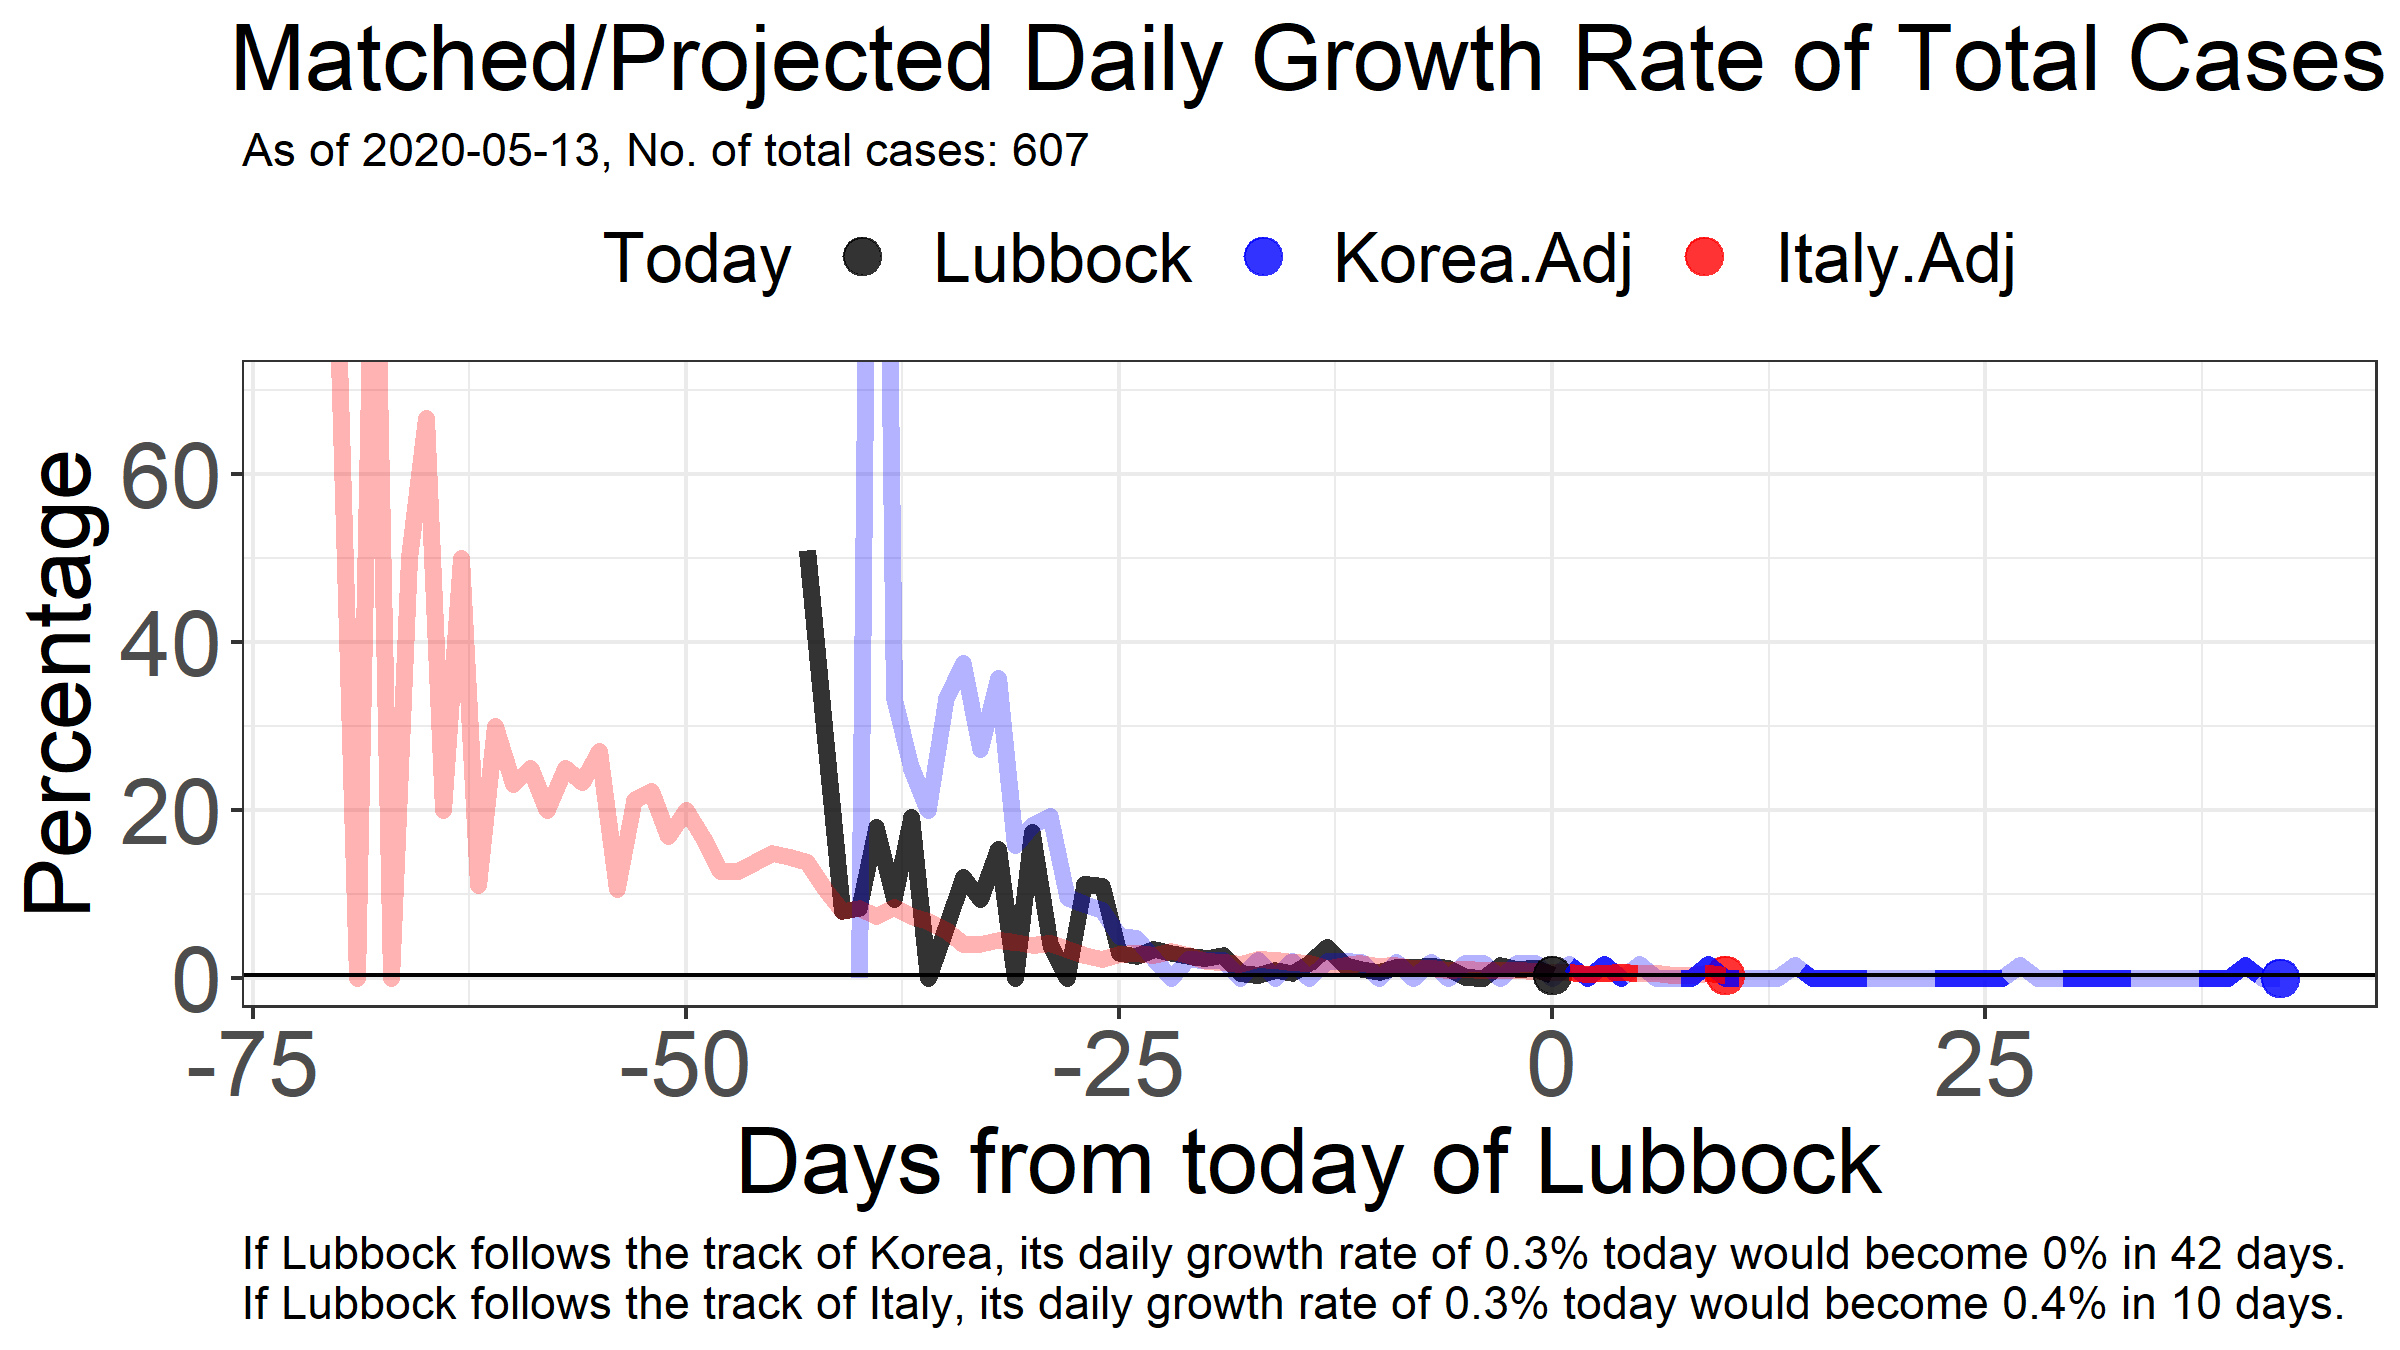 Matched/Projected Daily Growth Rate of Total Cases
As of 2020-05-13, No. of total cases: 607
Today Lubbock Korea.Adj Italy.Adj
Percentage
60
40
20
0
-75 -50 -25 0 25
Days from today of Lubbock
If Lubbock follows the track of Korea, its daily growth rate of 0.3% today would become 0% in 42 days.
If Lubbock follows the track of Italy, its daily growth rate of 0.3% today would become 0.4% in 10 days.